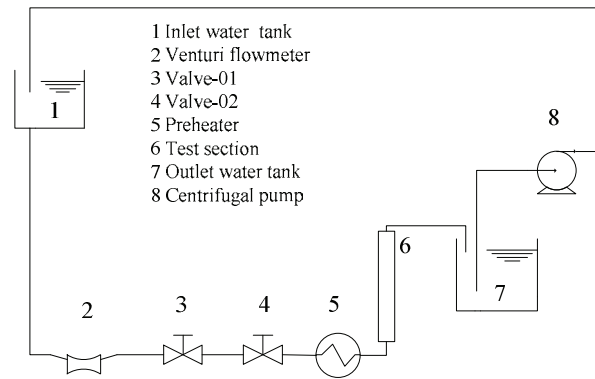 1 Inlet water tank
2 Venturi flowmeter
3 Valve-01
4 Valve-02
5 Preheater
6 Test section
7 Outlet water tank
8 Centrifugal pump
1
8
6
7
2
3
4
5